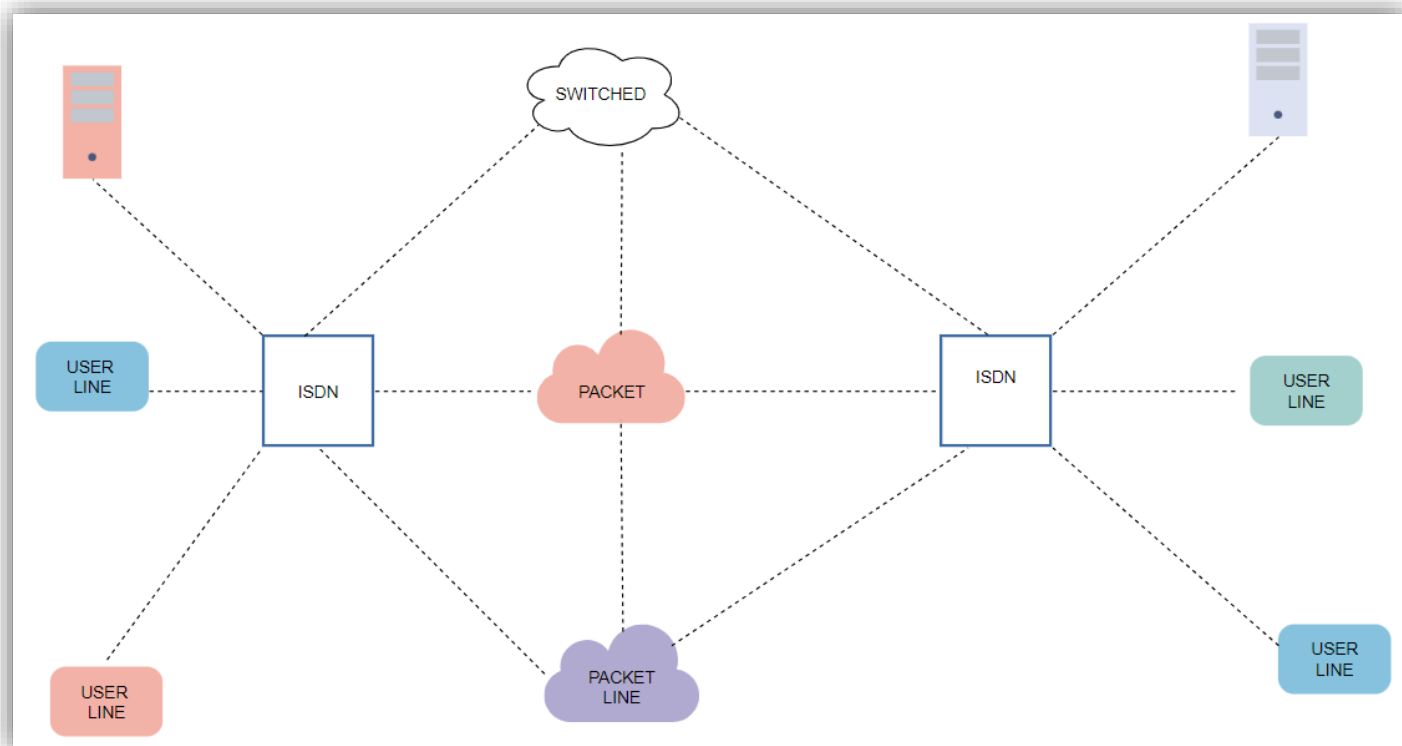 SWITCHED
USER
LINE
ISDN
PACKET
ISDN
USER
LINE
USER
LINE
PACKET
LINE
USER
LINE